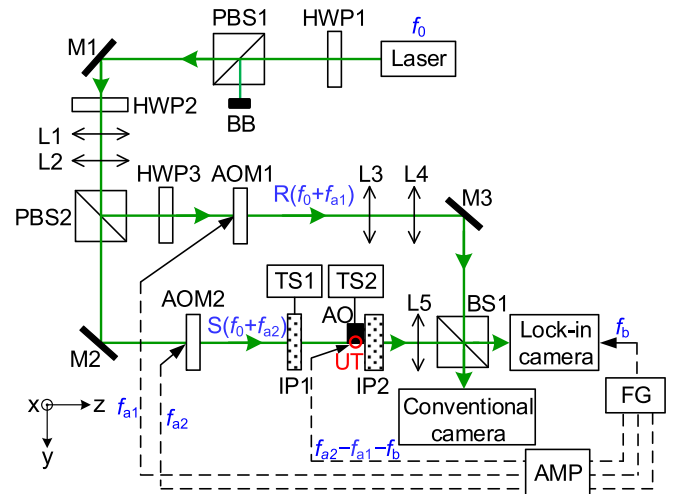 PBS1
HWP1
f0
M1
Laser
BB
HWP2
L1
L2
HWP3
AOM1
L3
L4
R(f0+fa1)
M3
PBS2
TS1
TS2
AOM2
AO
L5
BS1
S(f0+fa2)
Lock-in
camera
fb
M2
UT
IP1
IP2
x
z
fa1
fa2
Conventional
camera
FG
y
fa2−fa1−fb
AMP